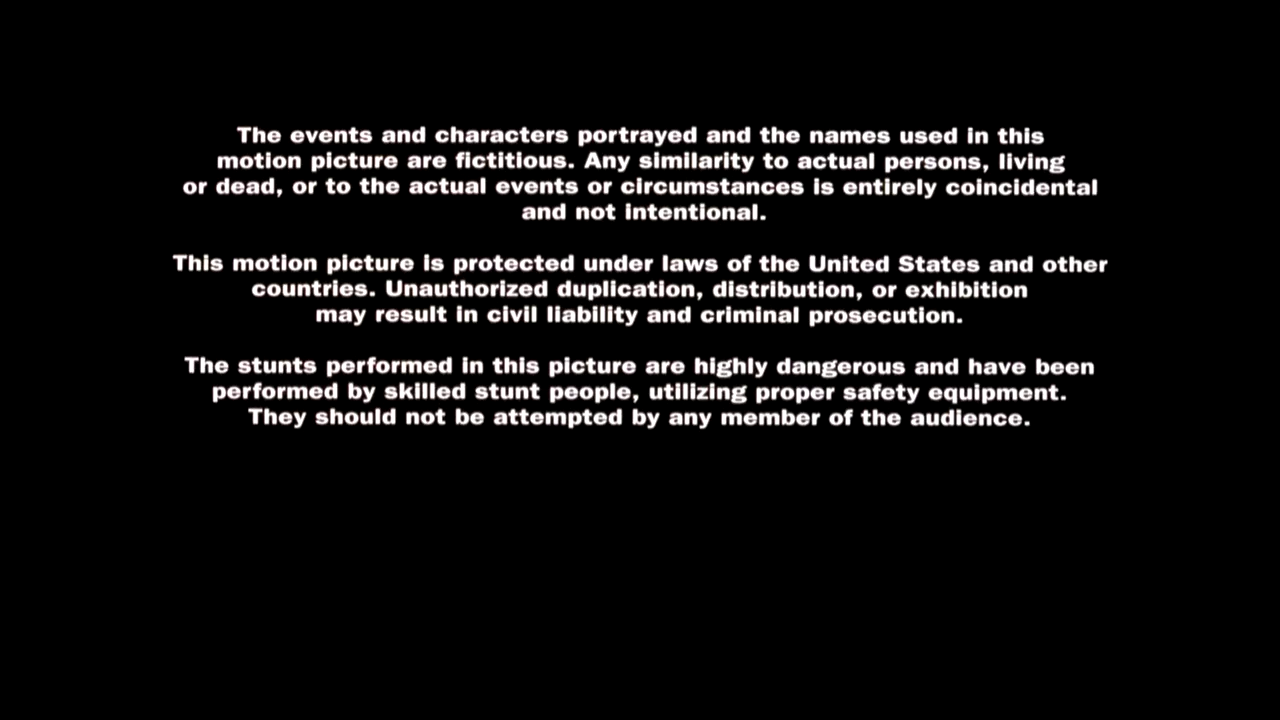 The events and characters portrayed and the names used in this
motion picture are fictitious. Any similarity to actual persons, living
or dead, or to the actual events or circumstances is entirely coincidental
and not intentional.
This motion picture is protected under laws of the United States and other
countries. Unauthorized duplication, distribution, or exhibition
may result in civil liability and criminal prosecution.
The stunts performed in this picture are highly dangerous and have been
performed by skilled stunt people, utilizing proper safety equipment.
They should not be attempted by any member of the audience.